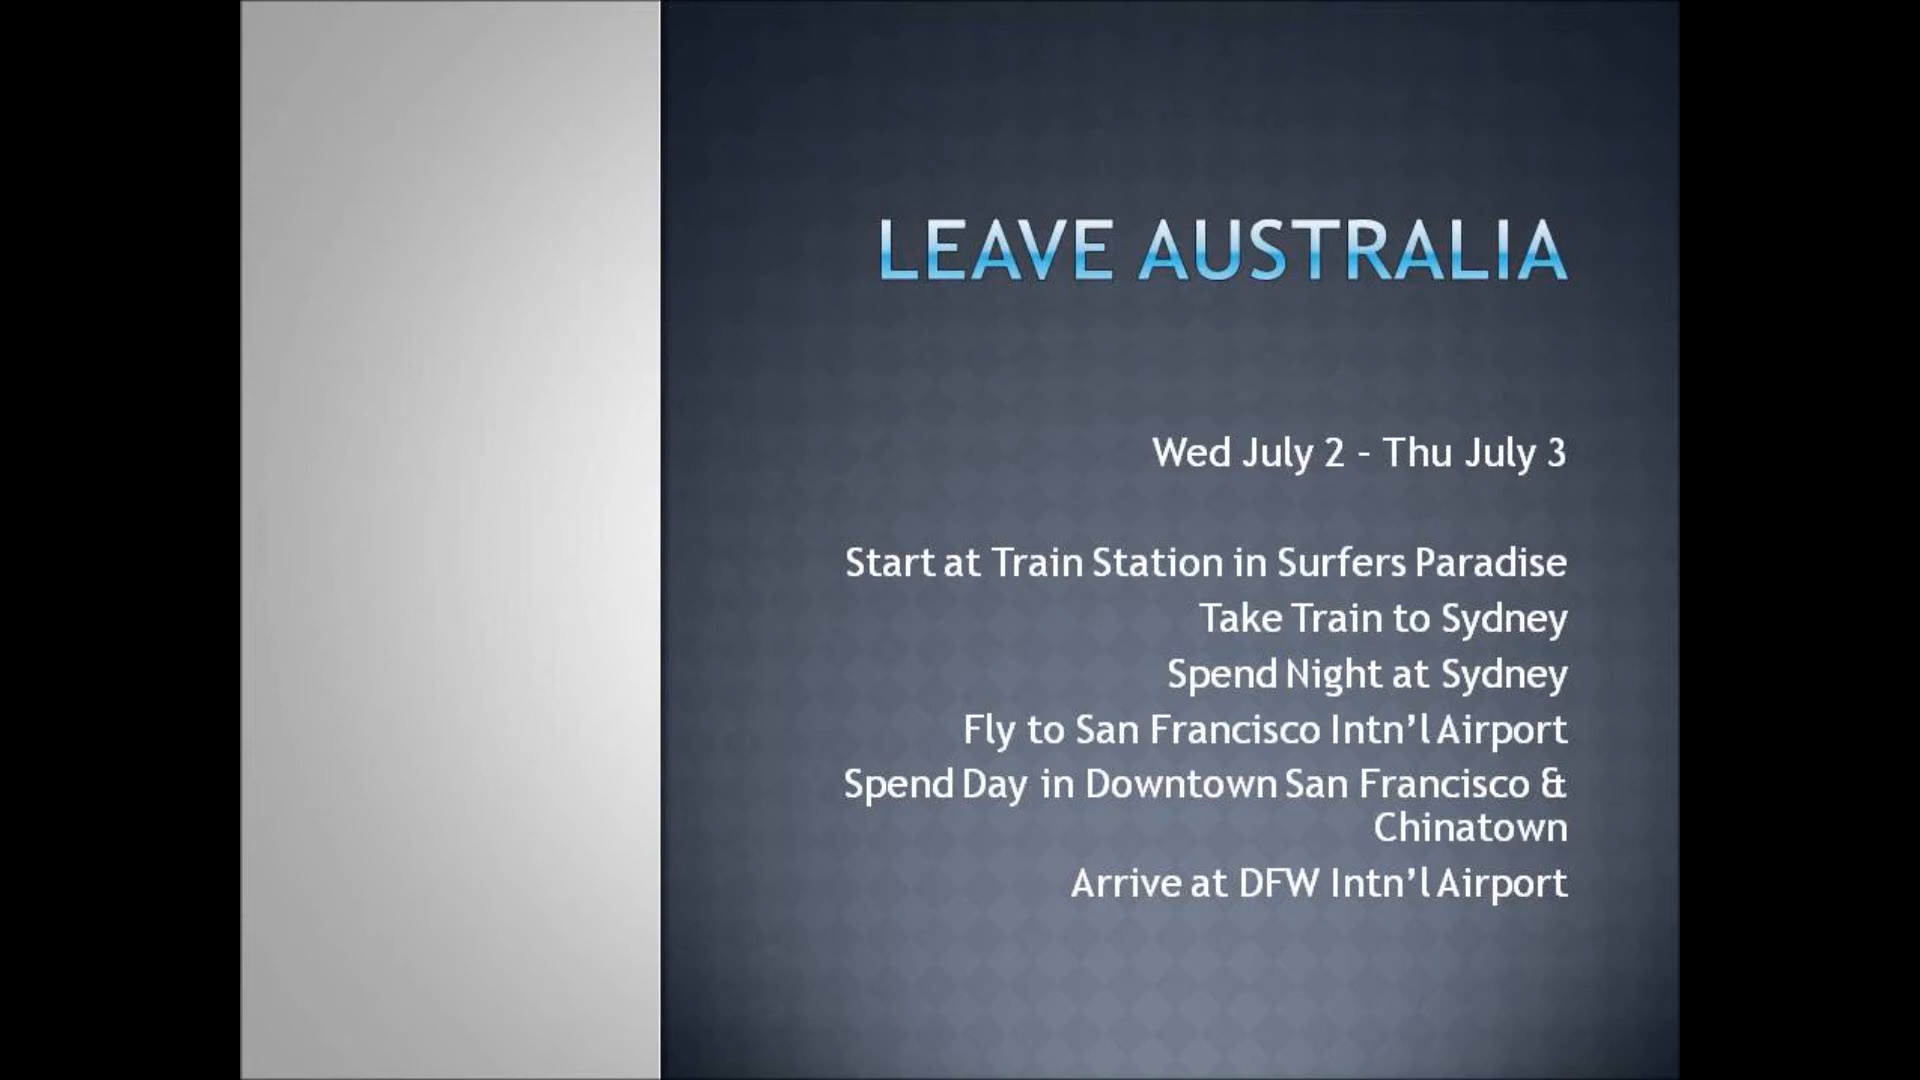 LEAVE AUSTRALIA
Wed July 2 – Thu July 3
Start at Train Station in Surfers Paradise
Take Train to Sydney
Spend Night at Sydney
Fly to San Francisco Intn’l Airport
Spend Day in Downtown San Francisco &
Chinatown
Arrive at DFW Intn’l Airport